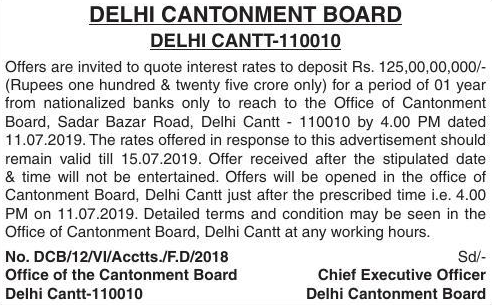 DELHI CANTONMENT BOARD
DELHI CANTT-110010
Offers are invited to quote interest rates to deposit Rs. 125,00,00,000/-
(Rupees one hundred & twenty five crore only) for a period of 01 year
from nationalized banks only to reach to the Office of Cantonment
Board, Sadar Bazar Road, Delhi Cantt - 110010 by 4.00 PM dated
11.07.2019. The rates offered in response to this advertisement should
remain valid till 15.07.2019. Offer received after the stipulated date
& time will not be entertained. Offers will be opened in the office of
Cantonment Board, Delhi Cantt just after the prescribed time i.e. 4.00
PM on 11.07.2019. Detailed terms and condition may be seen in the
Office of Cantonment Board, Delhi Cantt at any working hours.
No. DCB/12/VI/Acctts./F.D/2018 Sd/-
Office of the Cantonment Board Chief Executive Officer
Delhi Cantt-110010 Delhi Cantonment Board